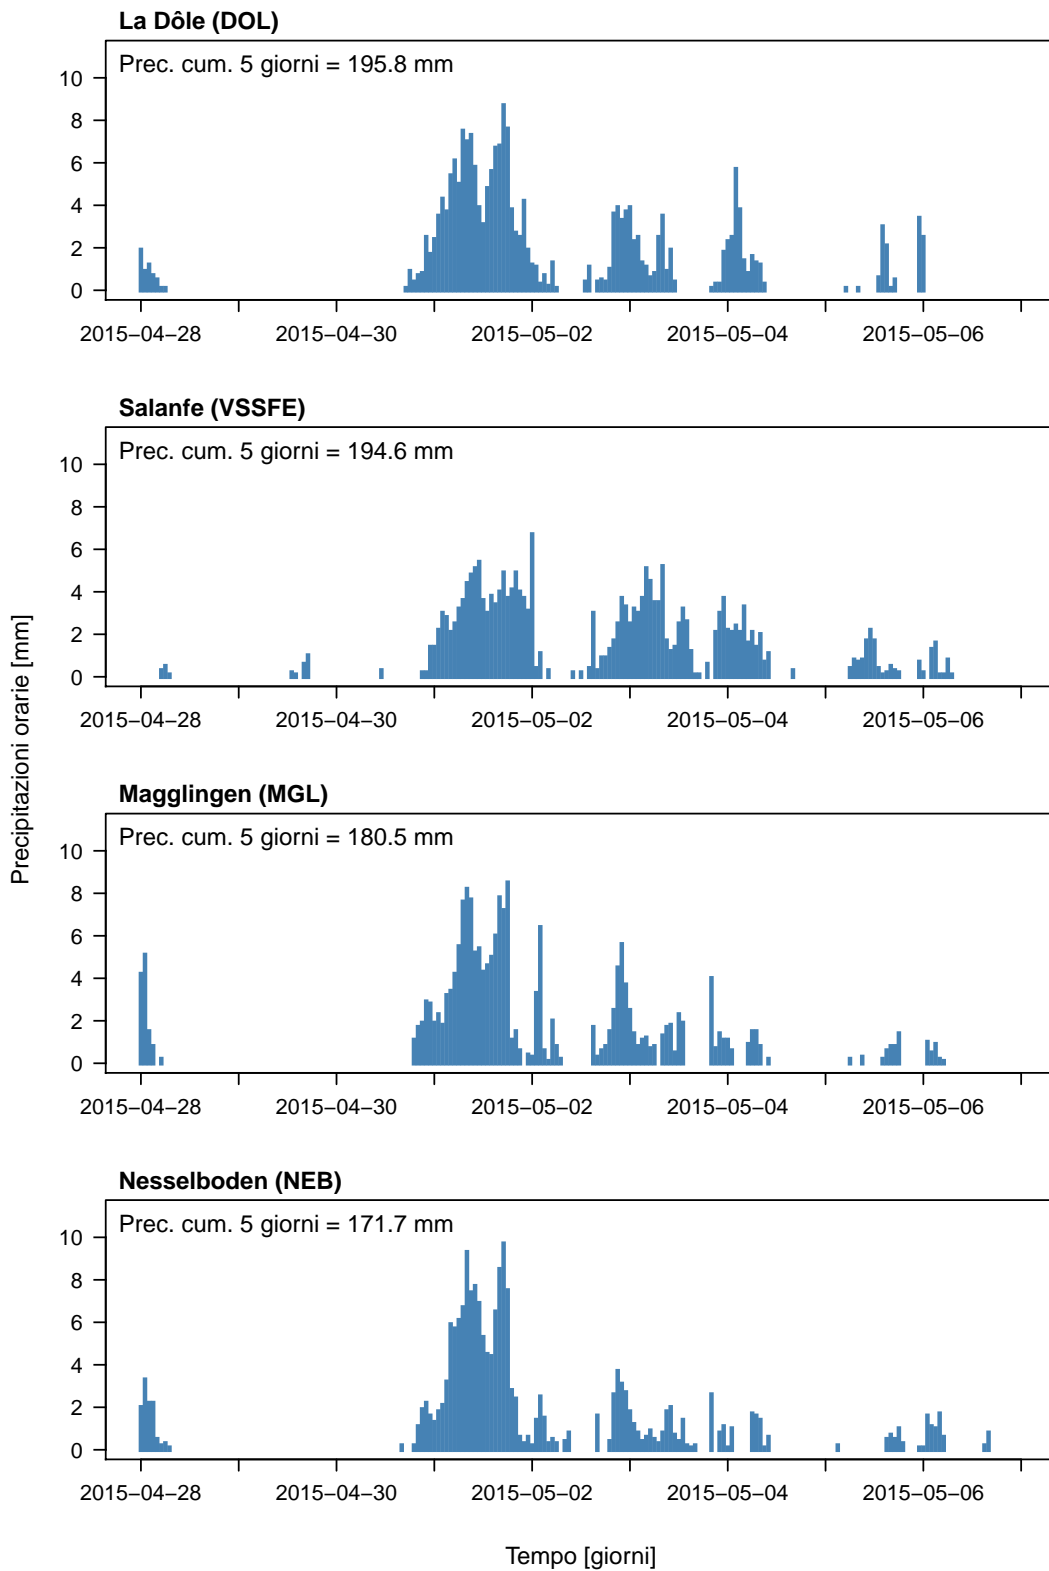 La Dôle (DOL)
Prec. cum. 5 giorni = 195.8 mm
10
8
6
4
2
0
2015−04−28 2015−04−30 2015−05−02 2015−05−04 2015−05−06
Salanfe (VSSFE)
Prec. cum. 5 giorni = 194.6 mm
10
8
6
4
2
0
2015−04−28 2015−04−30 2015−05−02 2015−05−04 2015−05−06
Precipitazioni orarie [mm]
Magglingen (MGL)
Prec. cum. 5 giorni = 180.5 mm
10
8
6
4
2
0
2015−04−28 2015−04−30 2015−05−02 2015−05−04 2015−05−06
Nesselboden (NEB)
Prec. cum. 5 giorni = 171.7 mm
10
8
6
4
2
0
2015−04−28 2015−04−30 2015−05−02 2015−05−04 2015−05−06
Tempo [giorni]